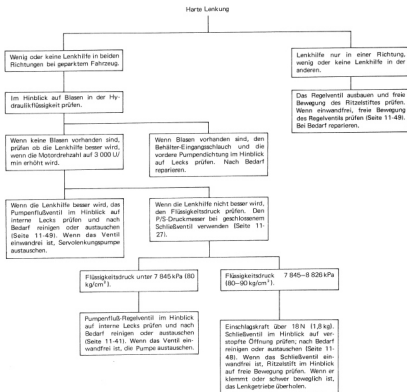 Harte Lenkung
Wenig oder keine Lenkhilfe in beiden
Richtungen bei geparktem Fahrzeug.
Lenkhilfe nur in einer Richtung,
wenig oder keine Lenkhilfe in der
anderen.
Im Hinblick auf Blasen in der Hy-
draulikflüssigkeit prüfen.
Das Regelventil ausbauen und freie
Bewegung des Ritzelstiftes prüfen.
Wenn einwandfrei, freie Bewegung
des Regelventils prüfen (Seite 11-49).
Bei Bedarf reparieren.
Wenn keine Blasen vorhanden sind,
prüfen ob die Lenkhilfe besser wird,
wenn die Motordrehzahl auf 3 000 U/
min erhöht wird.
Wenn Blasen vorhanden sind, den
Behälter-Eingangsschlauch und die
vordere Pumpendichtung im Hinblick
auf Lecks prüfen. Nach Bedarf
reparieren.
Wenn die Lenkhilfe besser wird, das
Pumpenflußventil im Hinblick auf
interne Lecks prüfen und nach
Bedarf reinigen oder austauschen
(Seite 11-49). Wenn das Ventil
einwandrei ist, Servolenkungspumpe
austauschen.
Wenn die Lenkhilfe nicht besser wird,
den Flüssigkeitsdruck prüfen. Den
P/S-Druckmesser bei geschlossenem
Schließventil verwenden (Seite 11-
27).
Flüssigkeitsdruck unter 7 845 kPa (80
kg/cm²).
Flüssigkeitsdruck 7 845–8 826 kPa
(80–90 kg/cm²).
Pumpenfluß-Regelventil im Hinblick
auf interne Lecks prüfen und nach
Bedarf reinigen oder austauschen
(Seite 11-41). Wenn das Ventil ein-
wandfrei ist, die Pumpe austauschen.
Einschlagskraft über 18 N (1,8 kg).
Schließventil im Hinblick auf ver-
stopfte Öffnung prüfen; nach Bedarf
reinigen oder austauschen (Seite 11-
48). Wenn das Schließventil ein-
wandfrei ist, Ritzelstift im Hinblick
auf freie Bewegung prüfen. Wenn er
klemmt oder schwer beweglich ist,
das Lenkgetriebe überholen.